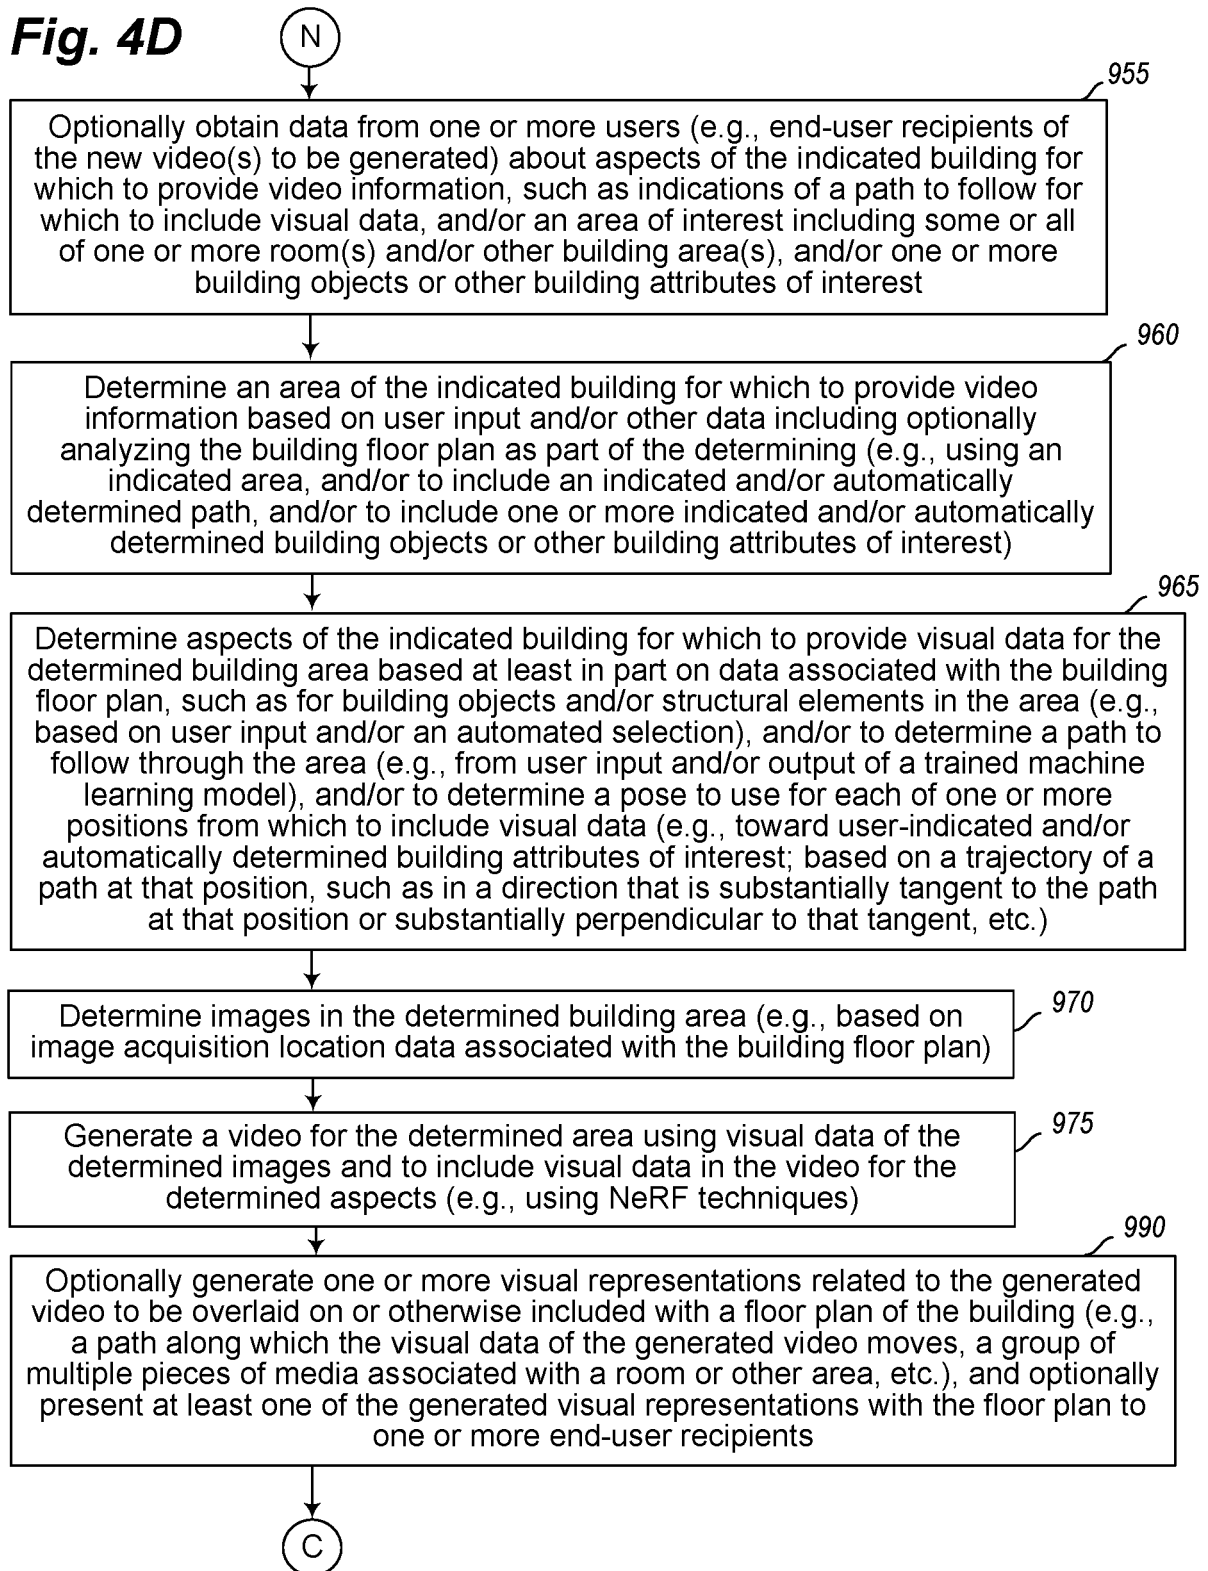 Fig. 4D
N
955
Optionally obtain data from one or more users (e.g., end-user recipients of
the new video(s) to be generated) about aspects of the indicated building for
which to provide video information, such as indications of a path to follow for
which to include visual data, and/or an area of interest including some or all
of one or more room(s) and/or other building area(s), and/or one or more
building objects or other building attributes of interest
960
Determine an area of the indicated building for which to provide video
information based on user input and/or other data including optionally
analyzing the building floor plan as part of the determining (e.g., using an
indicated area, and/or to include an indicated and/or automatically
determined path, and/or to include one or more indicated and/or automatically
determined building objects or other building attributes of interest)
965
Determine aspects of the indicated building for which to provide visual data for the
determined building area based at least in part on data associated with the building
floor plan, such as for building objects and/or structural elements in the area (e.g.,
based on user input and/or an automated selection), and/or to determine a path to
follow through the area (e.g., from user input and/or output of a trained machine
learning model), and/or to determine a pose to use for each of one or more
positions from which to include visual data (e.g., toward user-indicated and/or
automatically determined building attributes of interest; based on a trajectory of a
path at that position, such as in a direction that is substantially tangent to the path
at that position or substantially perpendicular to that tangent, etc.)
970
Determine images in the determined building area (e.g., based on
image acquisition location data associated with the building floor plan)
975
Generate a video for the determined area using visual data of the
determined images and to include visual data in the video for the
determined aspects (e.g., using NeRF techniques)
990
Optionally generate one or more visual representations related to the generated
video to be overlaid on or otherwise included with a floor plan of the building (e.g.,
a path along which the visual data of the generated video moves, a group of
multiple pieces of media associated with a room or other area, etc.), and optionally
present at least one of the generated visual representations with the floor plan to
one or more end-user recipients
C